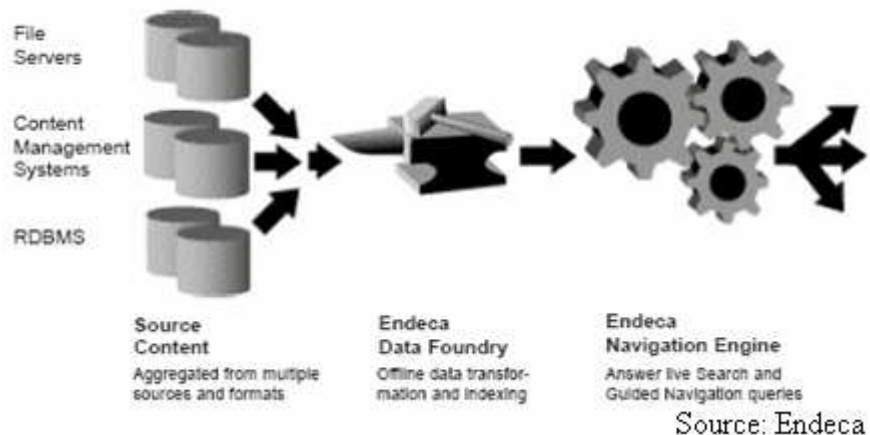 File
Servers
Content
Management
Systems
RDBMS
Source
Content
Aggregated from multiple
sources and formats
Endeca
Data Foundry
Offline data transfor-
mation and indexing
Endeca
Navigation Engine
Answer live Search and
Guided Navigation queries
Source: Endeca